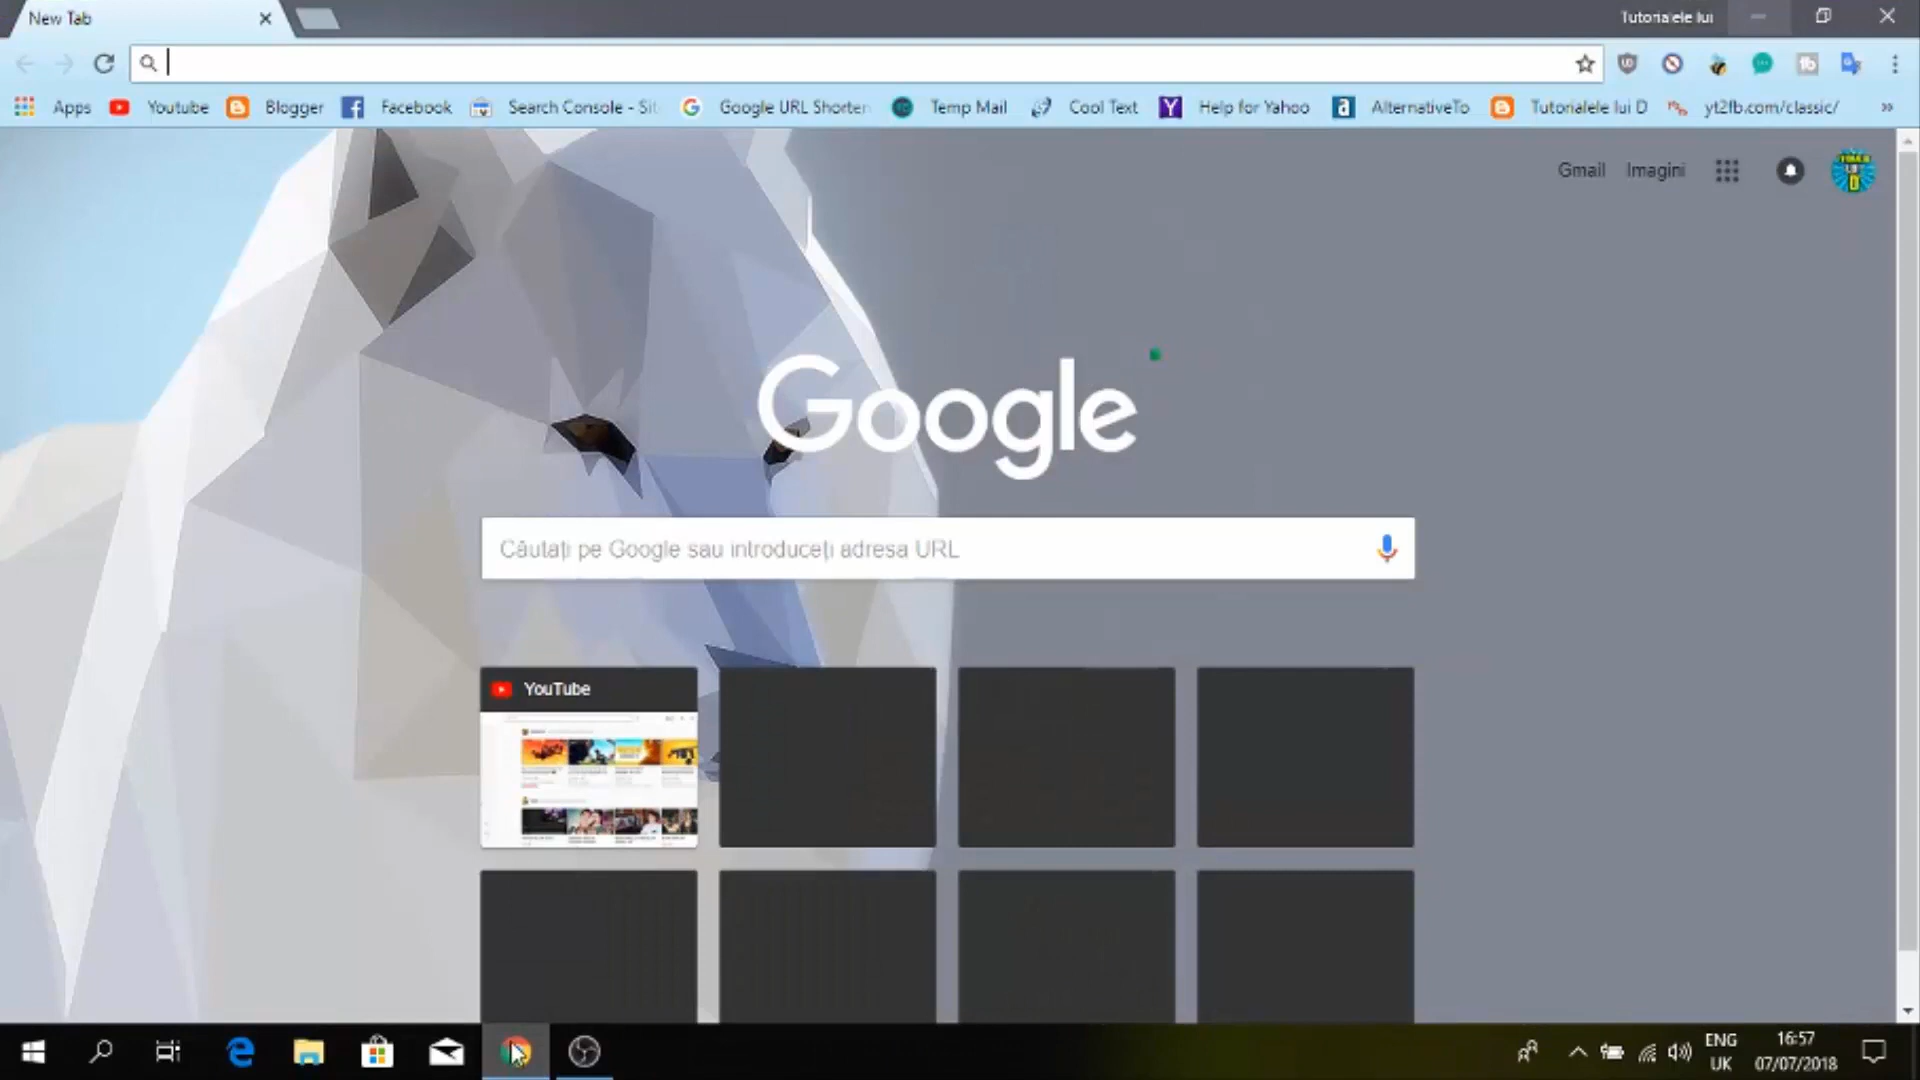 New Tab
Tutorialele lui
Apps
Youtube
Blogger
Facebook
Search Console - Sit
Google URL Shorten
Temp Mail
Cool Text
Help for Yahoo
AlternativeTo
Tutorialele lui D
yt2fb.com/classic/
Gmail
Imagini
Google
Căutați pe Google sau introduceți adresa URL
YouTube
ENG
UK
16:57
07/07/2018